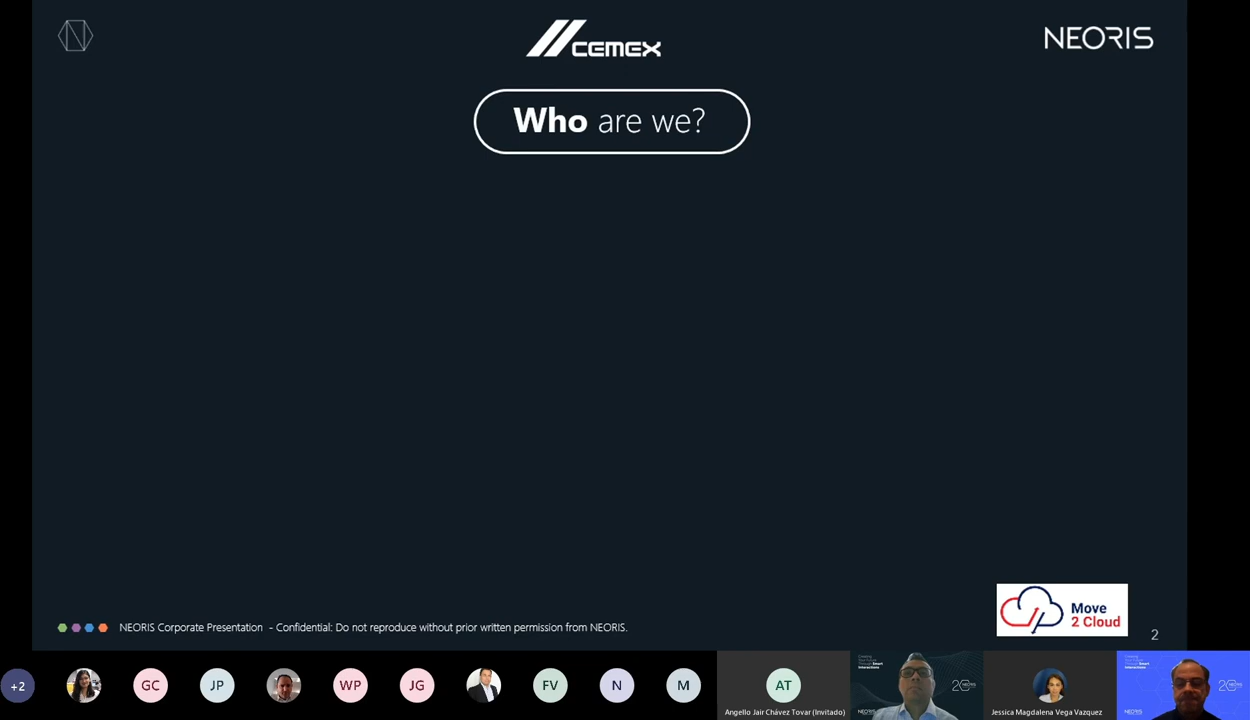 CEMEX
NEORIS
Who are we?
Move
2 Cloud
NEORIS Corporate Presentation - Confidential: Do not reproduce without prior written permission from NEORIS.
2
+2
GC
JP
WP
JG
FV
N
M
AT
Angello Jair Chávez Tovar (Invitado)
Jessica Magdalena Vega Vazquez
NEORIS
NEORIS